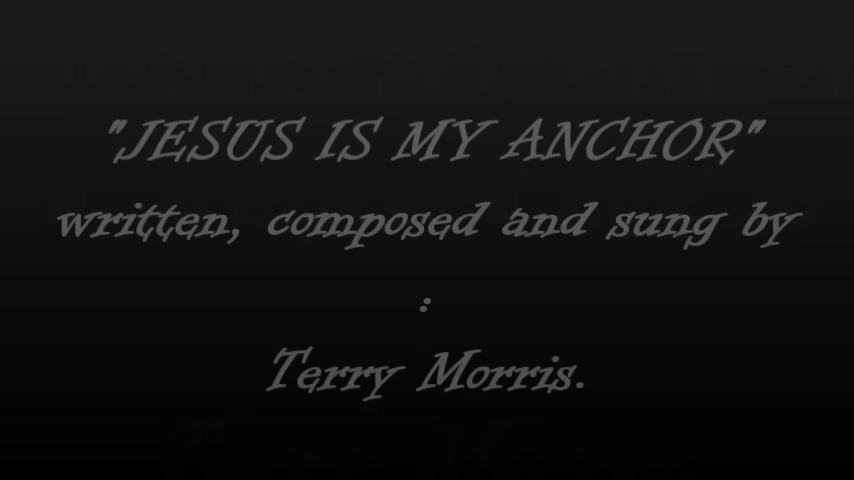 "JESUS IS MY ANCHOR"
written, composed and sung by
:
Terry Morris.